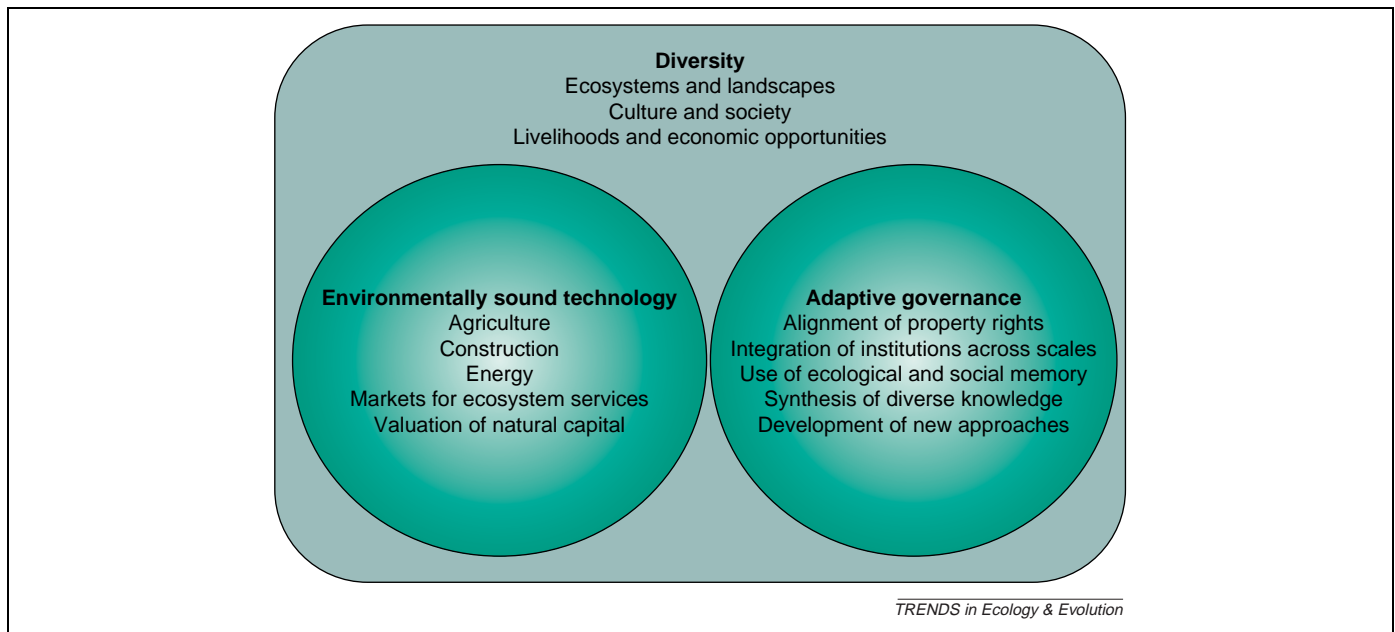 Diversity
Ecosystems and landscapes
Culture and society
Livelihoods and economic opportunities
Environmentally sound technology
Agriculture
Construction
Energy
Markets for ecosystem services
Valuation of natural capital
Adaptive governance
Alignment of property rights
Integration of institutions across scales
Use of ecological and social memory
Synthesis of diverse knowledge
Development of new approaches
TRENDS in Ecology & Evolution